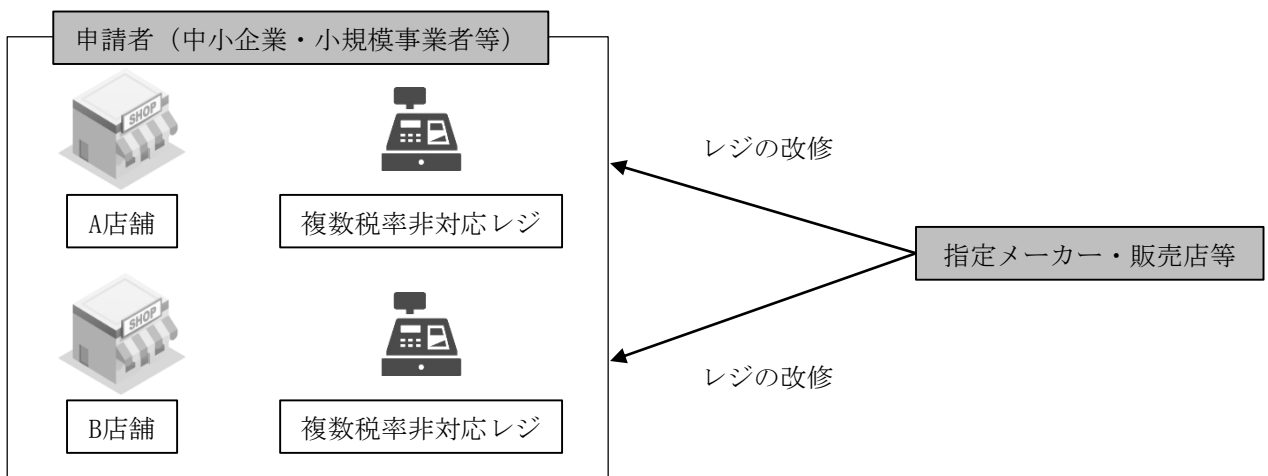 申請者（中小企業・小規模事業者等）
SHOP
レジの改修
A店舗
複数税率非対応レジ
指定メーカー・販売店等
SHOP
レジの改修
B店舗
複数税率非対応レジ